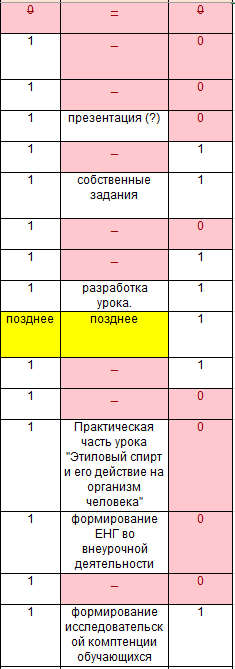 0 – 0
1 – 0
1 – 0
1 презентация (?) 0
1 – 1
1 собственные 1
задания
1 – 0
1 – 1
1 разработка 1
урока.
позднее позднее 1
1 – 1
1 – 0
1 Практическая 0
часть урока
"Этиловый спирт
и его действие на
организм
человека"
1 формирование 0
ЕНГ во
внеурочной
деятельности
1 – 0
1 формирование 1
исследовательск
ой комптенции
обучающихся